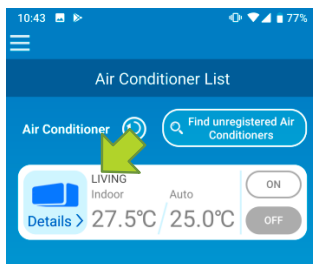 10:43 77%
Air Conditioner List
Air Conditioner
Find unregistered Air
Conditioners
LIVING
Indoor Auto
Details > 27.5℃ 25.0℃
ON
OFF